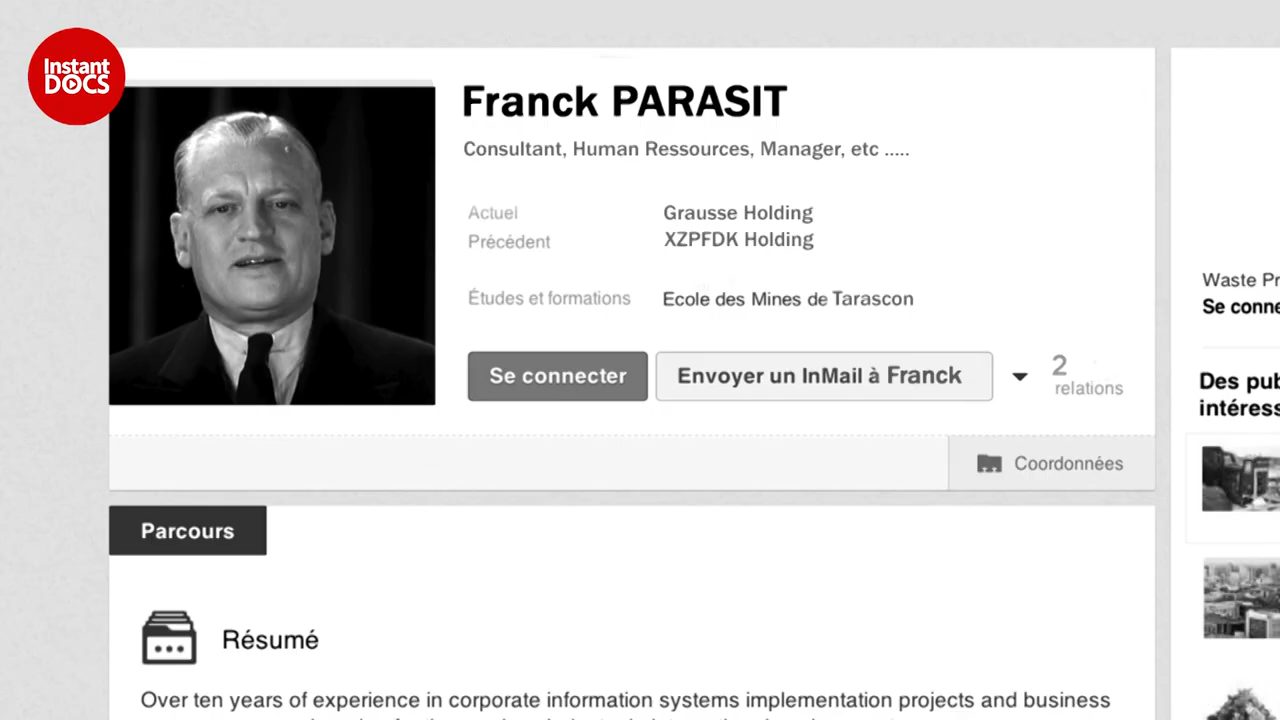 Instant
DOCS
Franck PARASIT
Consultant, Human Ressources, Manager, etc .....
Actuel Grausse Holding
Précédent XZPFDK Holding
Études et formations Ecole des Mines de Tarascon
Se connecter Envoyer un InMail à Franck 2
relations
Coordonnées
Parcours
Résumé
Over ten years of experience in corporate information systems implementation projects and business
Waste Pr
Se conne
Des pub
intéress